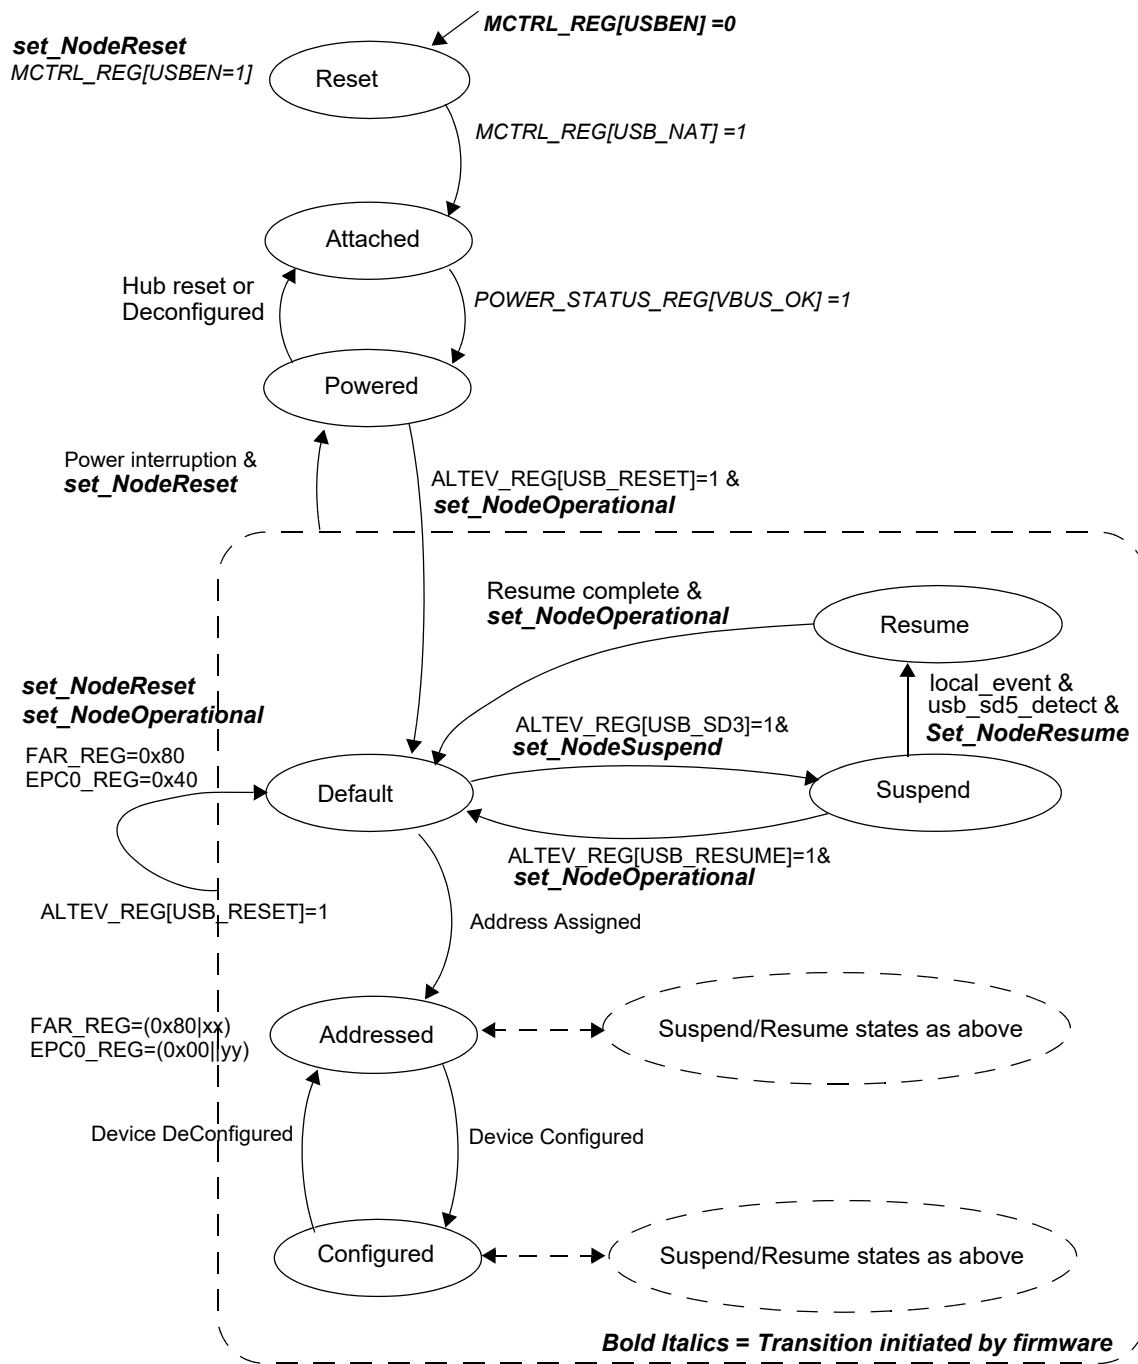 MCTRL_REG[USBEN] =0
set_NodeReset
MCTRL_REG[USBEN=1]
Reset
MCTRL_REG[USB_NAT] =1
Attached
Hub reset or
Deconfigured
POWER_STATUS_REG[VBUS_OK] =1
Powered
Power interruption &
set_NodeReset
ALTEV_REG[USB_RESET]=1 &
set_NodeOperational
Resume complete &
set_NodeOperational
Resume
set_NodeReset
set_NodeOperational
local_event &
usb_sd5_detect &
Set_NodeResume
ALTEV_REG[USB_SD3]=1&
set_NodeSuspend
FAR_REG=0x80
EPC0_REG=0x40
Default
Suspend
ALTEV_REG[USB_RESUME]=1&
set_NodeOperational
ALTEV_REG[USB_RESET]=1
Address Assigned
FAR_REG=(0x80|xx)
EPC0_REG=(0x00||yy)
Addressed
Suspend/Resume states as above
Device DeConfigured
Device Configured
Configured
Suspend/Resume states as above
Bold Italics = Transition initiated by firmware